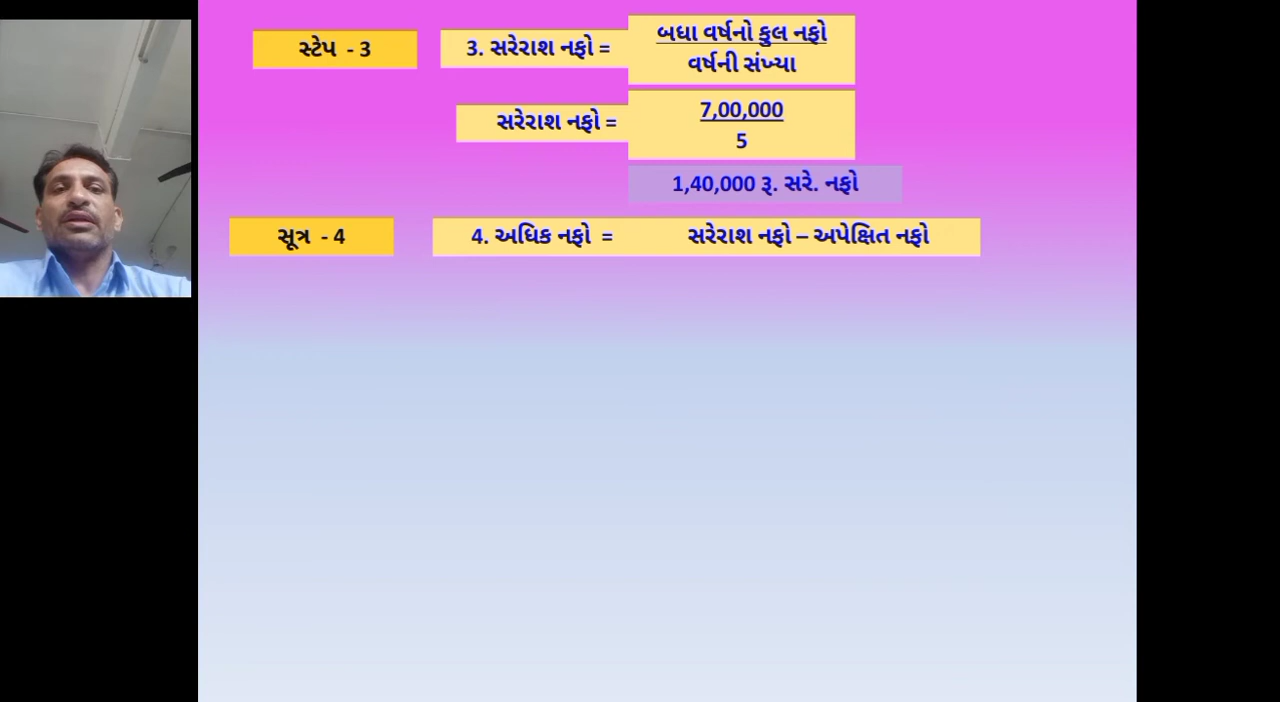 સ્ટેપ - 3
3. સરેરાશ નફો =
બધા વર્ષનો કુલ નફો
વર્ષની સંખ્યા
સરેરાશ નફો =
7,00,000
5
1,40,000 રૂ. સરે. નફો
સૂત્ર - 4
4. અધિક નફો = સરેરાશ નફો – અપેક્ષિત નફો